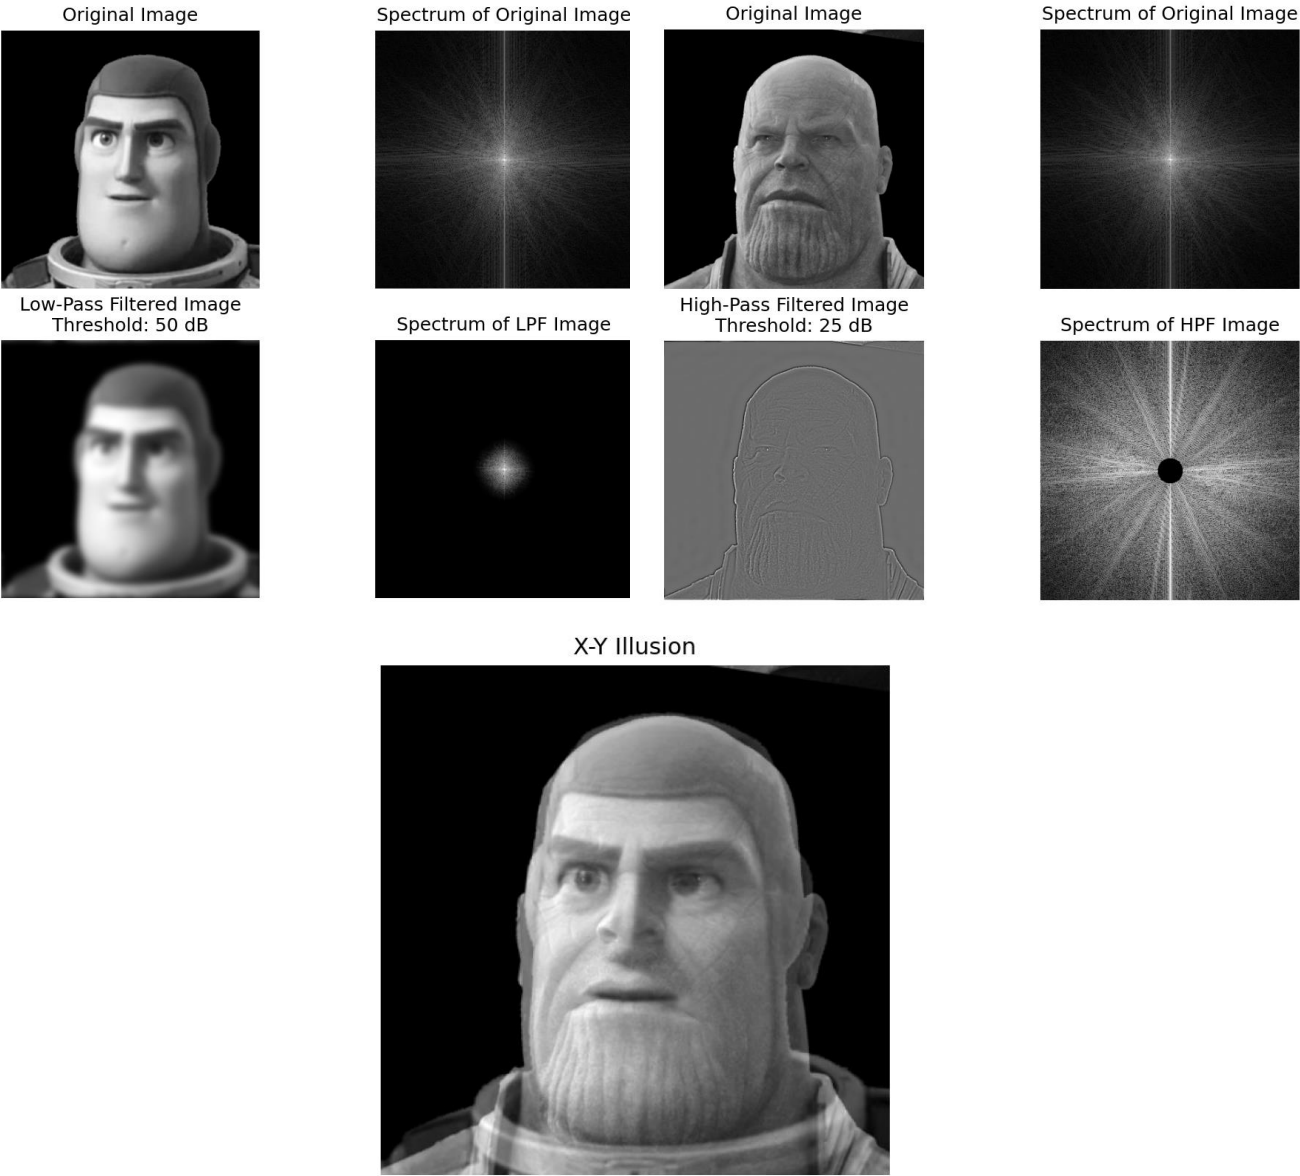 Original Image
Spectrum of Original Image
Original Image
Spectrum of Original Image
Low-Pass Filtered Image
Threshold: 50 dB
Spectrum of LPF Image
High-Pass Filtered Image
Threshold: 25 dB
Spectrum of HPF Image
X-Y Illusion